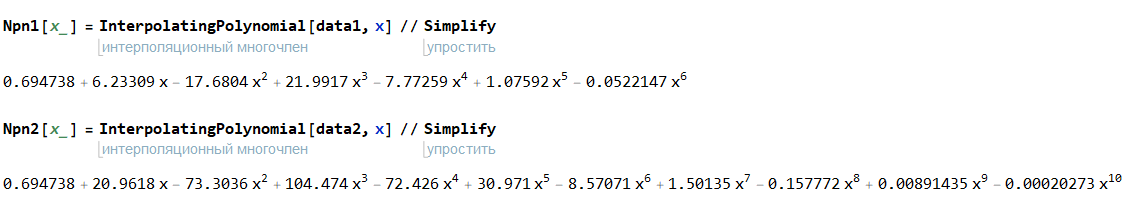 Npn1[x_] = InterpolatingPolynomial[data1, x] // Simplify
интерполяционный многочлен упростить
0.694738 + 6.23309 x − 17.6804 x² + 21.9917 x³ − 7.77259 x⁴ + 1.07592 x⁵ − 0.0522147 x⁶
Npn2[x_] = InterpolatingPolynomial[data2, x] // Simplify
интерполяционный многочлен упростить
0.694738 + 20.9618 x − 73.3036 x² + 104.474 x³ − 72.426 x⁴ + 30.971 x⁵ − 8.57071 x⁶ + 1.50135 x⁷ − 0.157772 x⁸ + 0.00891435 x⁹ − 0.00020273 x¹⁰